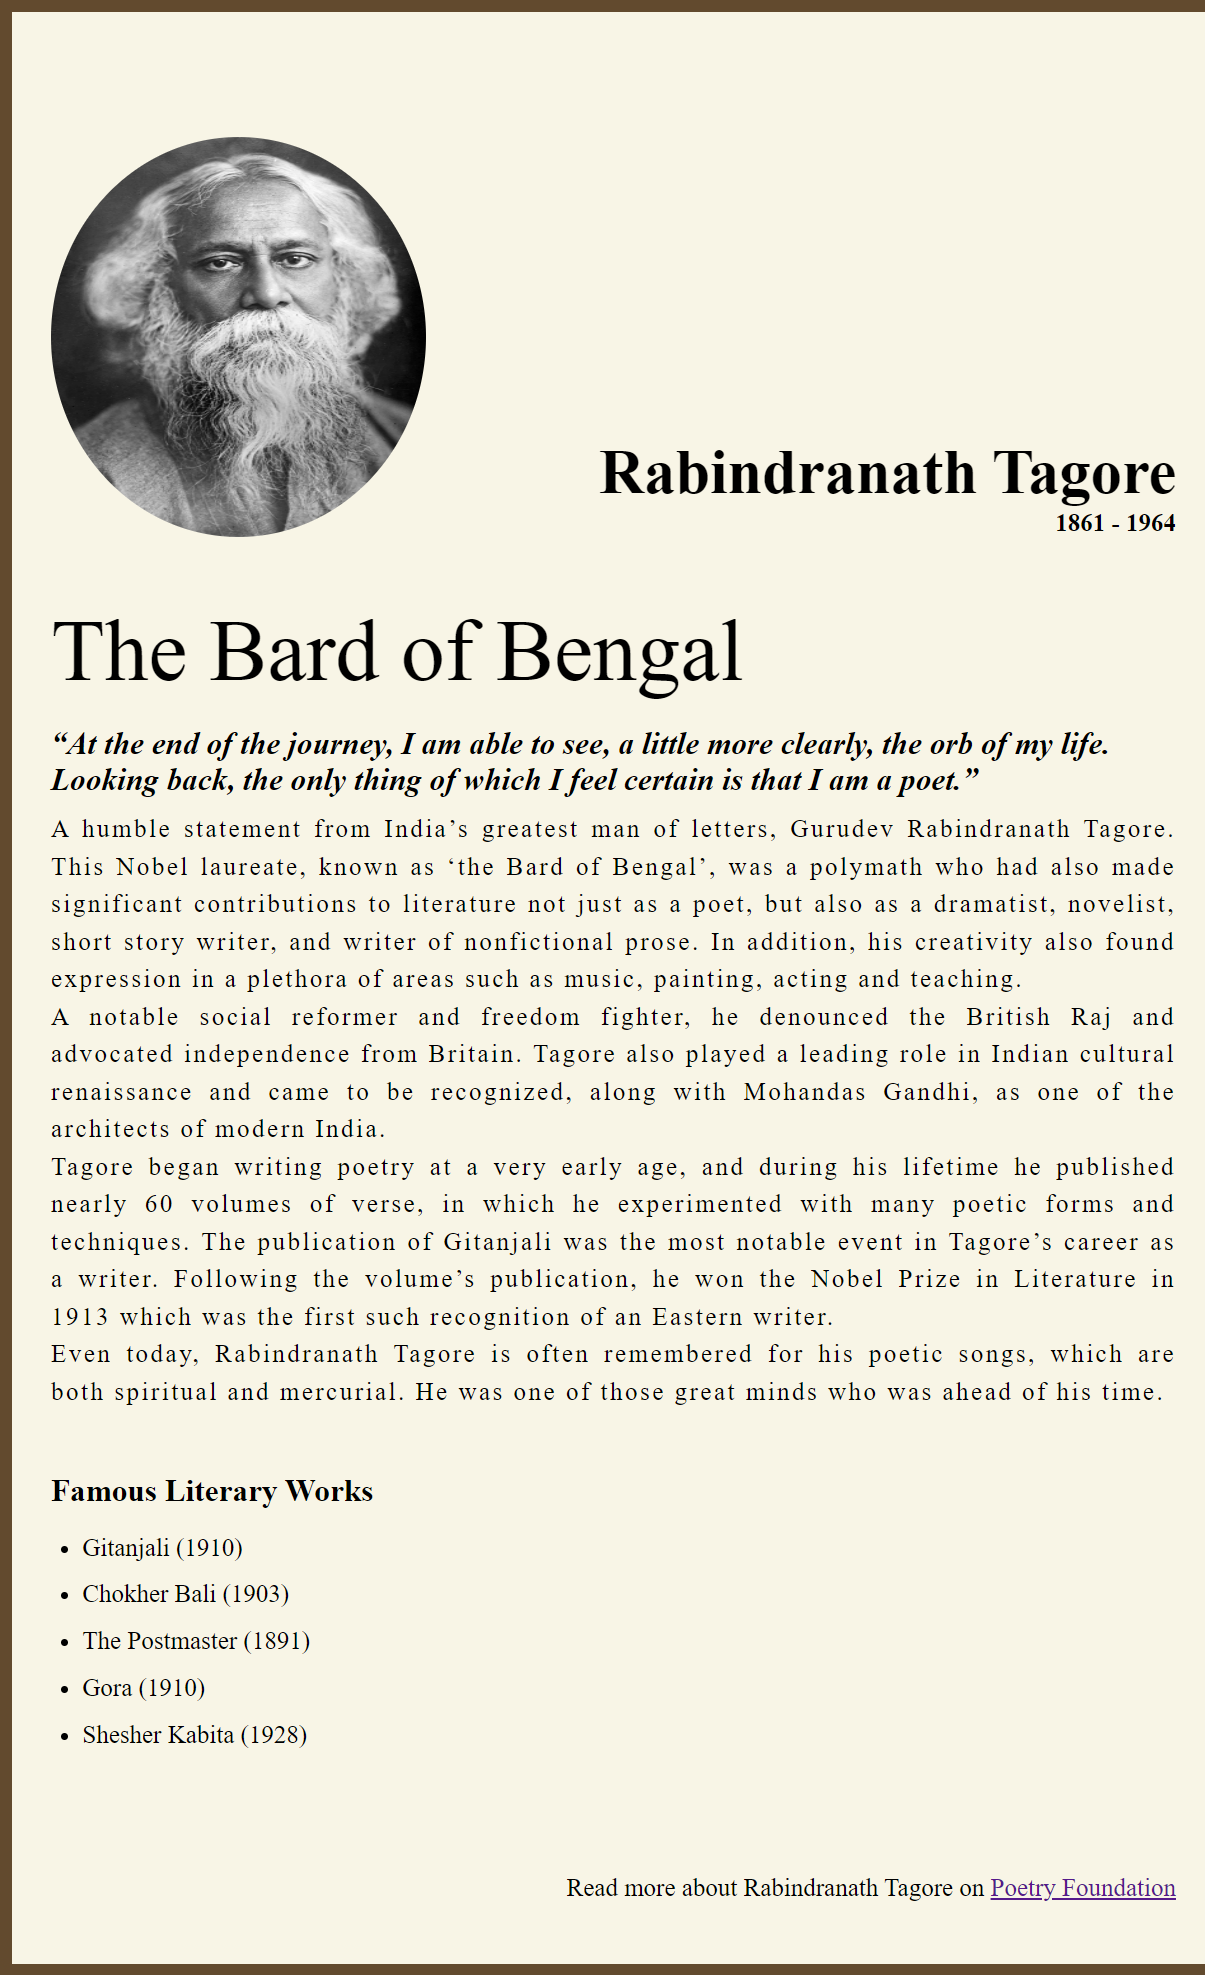 Rabindranath Tagore
1861 - 1964
The Bard of Bengal
“At the end of the journey, I am able to see, a little more clearly, the orb of my life.
Looking back, the only thing of which I feel certain is that I am a poet.”
A humble statement from India’s greatest man of letters, Gurudev Rabindranath Tagore.
This Nobel laureate, known as ‘the Bard of Bengal’, was a polymath who had also made
significant contributions to literature not just as a poet, but also as a dramatist, novelist,
short story writer, and writer of nonfictional prose. In addition, his creativity also found
expression in a plethora of areas such as music, painting, acting and teaching.
A notable social reformer and freedom fighter, he denounced the British Raj and
advocated independence from Britain. Tagore also played a leading role in Indian cultural
renaissance and came to be recognized, along with Mohandas Gandhi, as one of the
architects of modern India.
Tagore began writing poetry at a very early age, and during his lifetime he published
nearly 60 volumes of verse, in which he experimented with many poetic forms and
techniques. The publication of Gitanjali was the most notable event in Tagore’s career as
a writer. Following the volume’s publication, he won the Nobel Prize in Literature in
1913 which was the first such recognition of an Eastern writer.
Even today, Rabindranath Tagore is often remembered for his poetic songs, which are
both spiritual and mercurial. He was one of those great minds who was ahead of his time.
Famous Literary Works
• Gitanjali (1910)
• Chokher Bali (1903)
• The Postmaster (1891)
• Gora (1910)
• Shesher Kabita (1928)
Read more about Rabindranath Tagore on Poetry Foundation